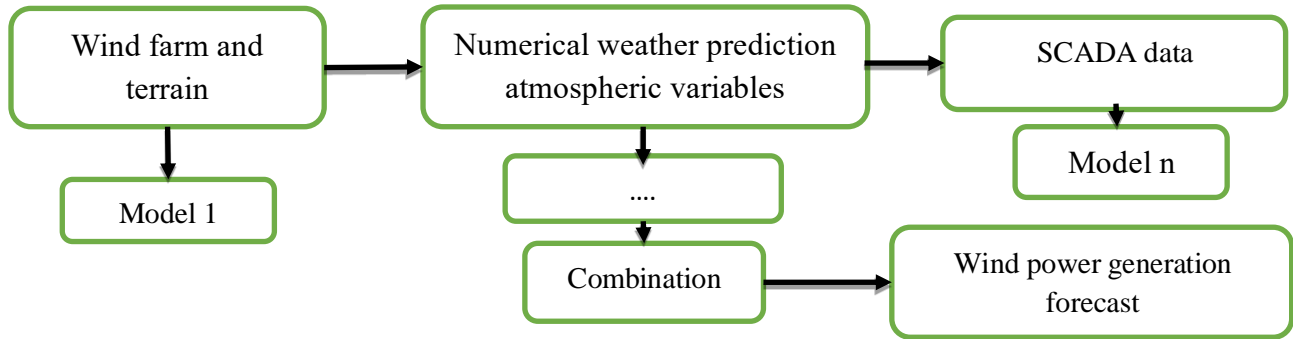 Wind farm and
terrain
Numerical weather prediction
atmospheric variables
SCADA data
Model 1
....
Model n
Combination
Wind power generation
forecast